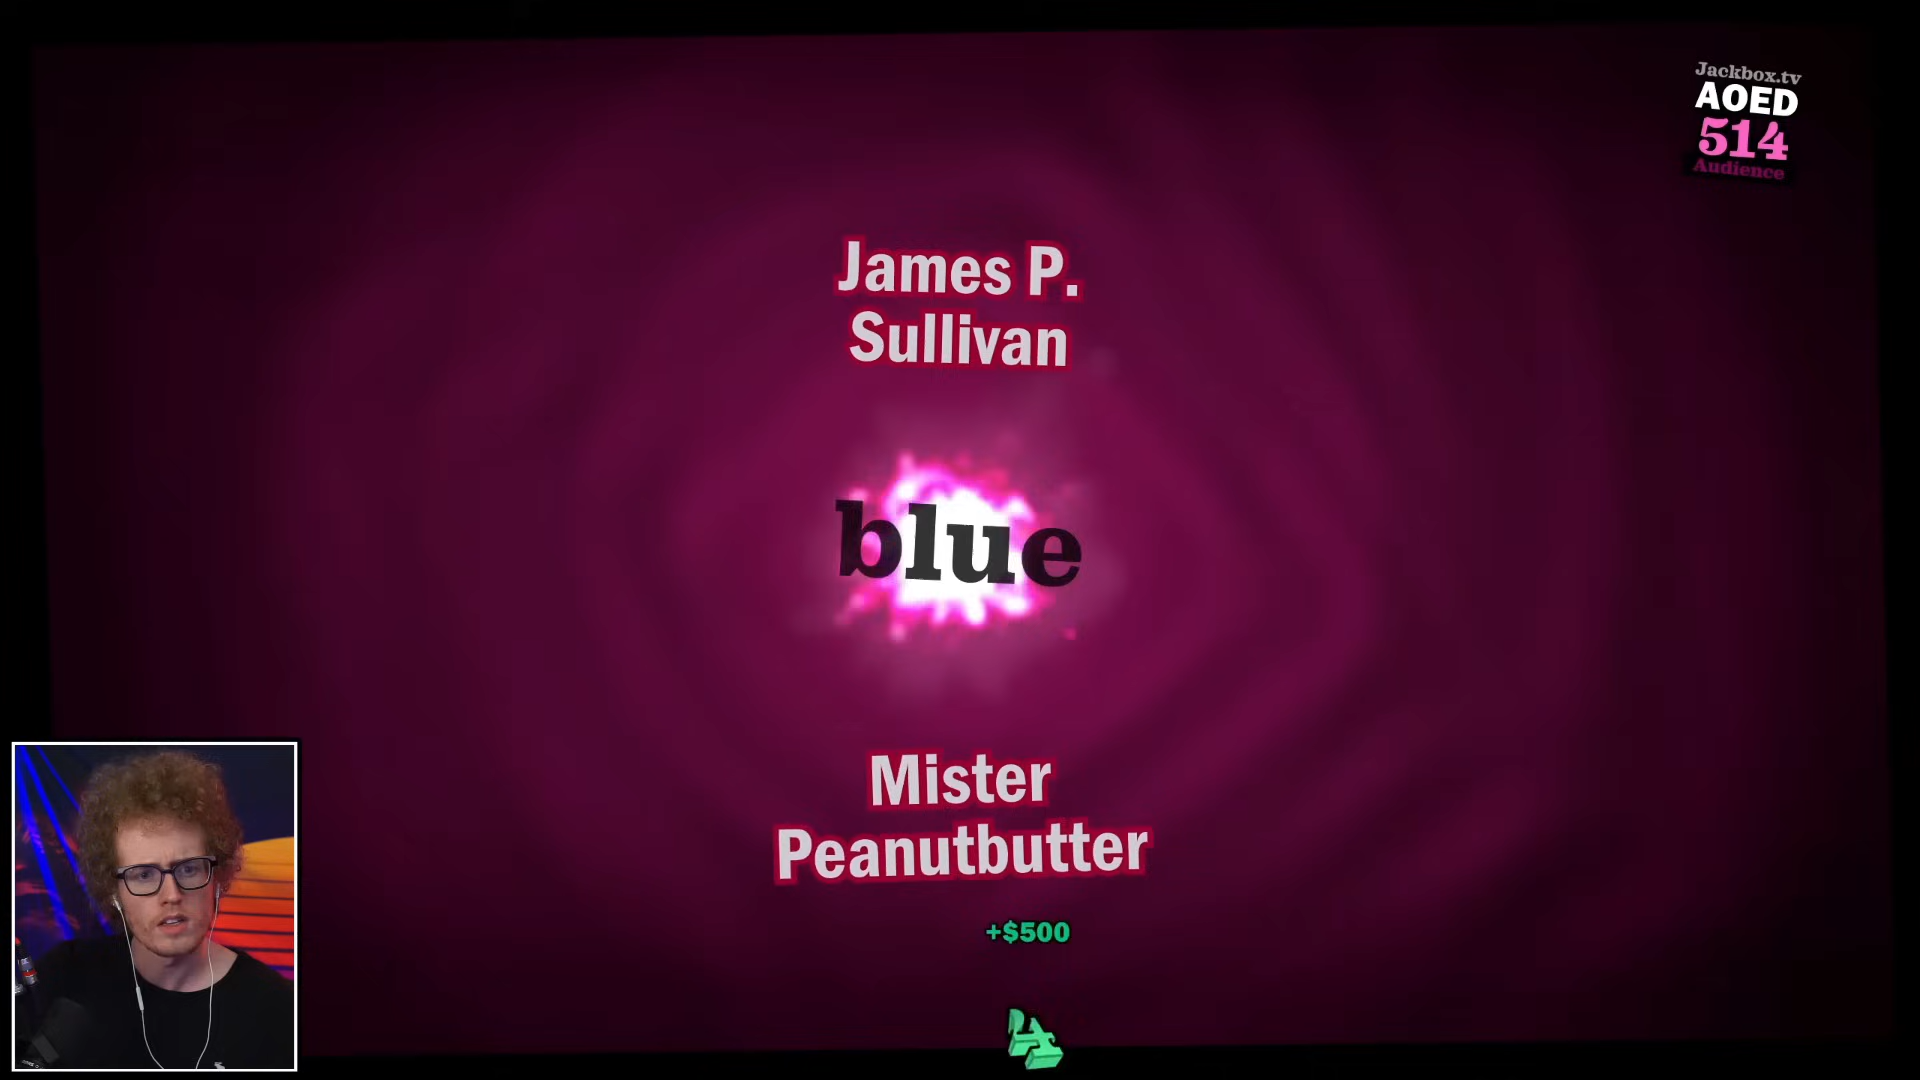 Jackbox.tv
AOED
514
Audience
James P.
Sullivan
blue
Mister
Peanutbutter
+$500